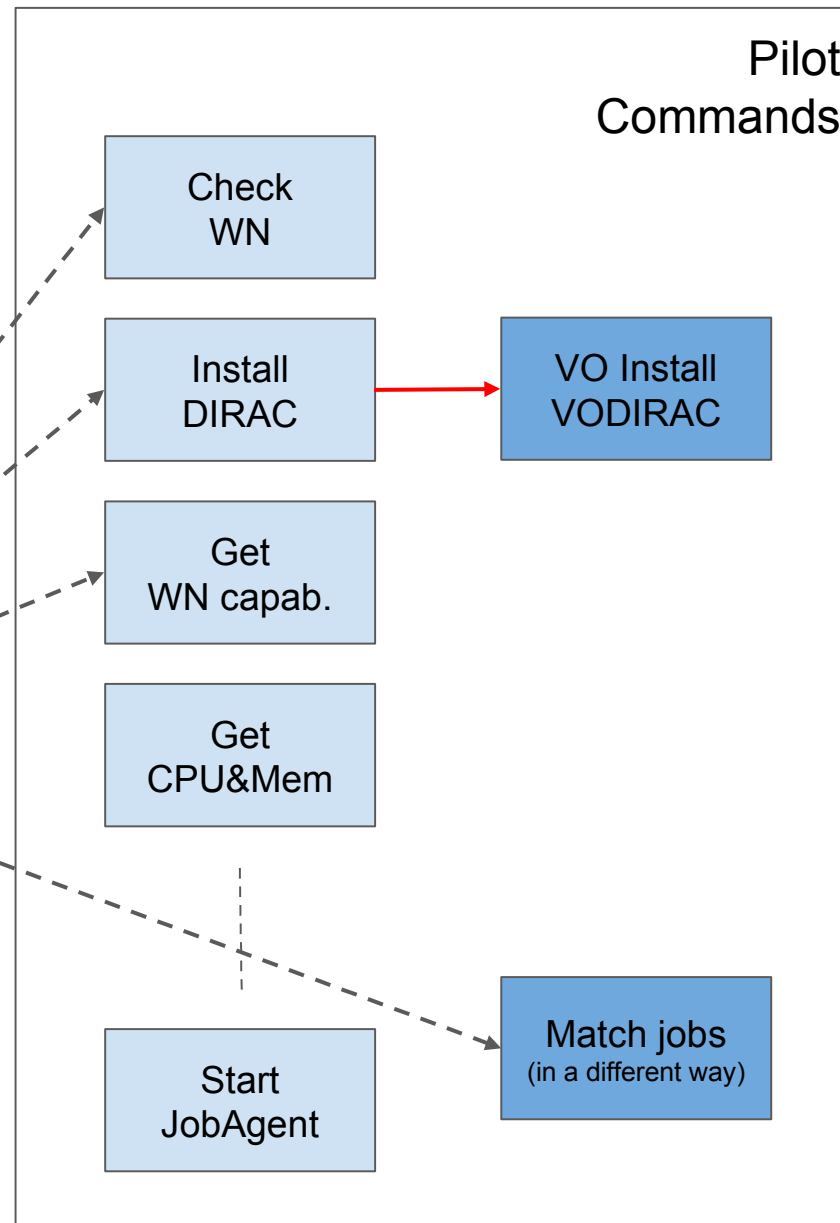 Pilot
Commands
Check
WN
Install
DIRAC
VO Install
VODIRAC
Get
WN capab.
Get
CPU&Mem
Start
JobAgent
Match jobs
(in a different way)